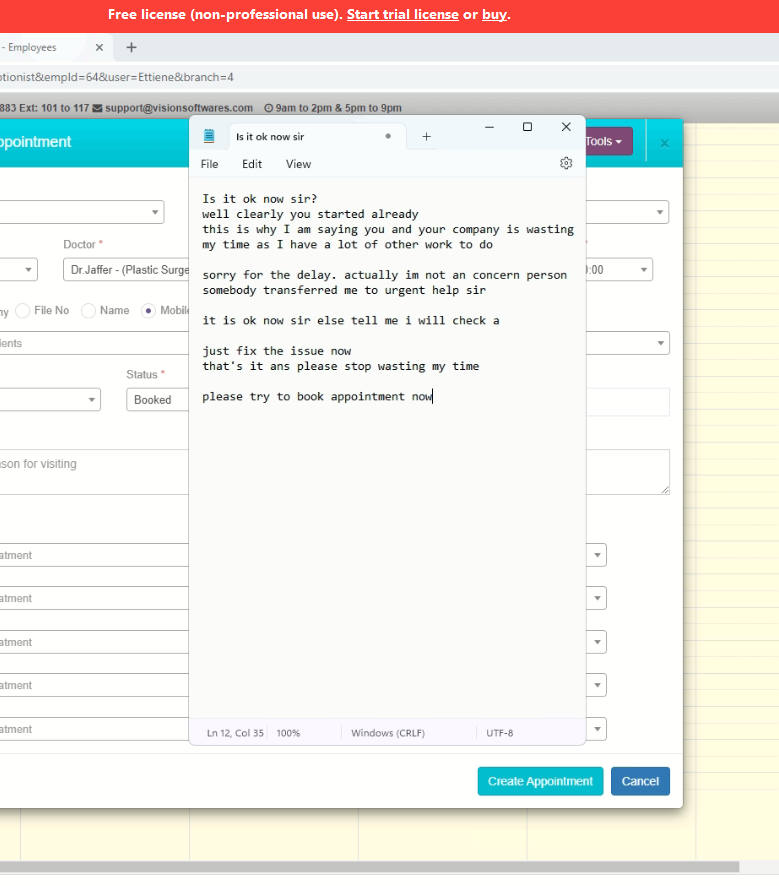 Free license (non-professional use). Start trial license or buy.
- Employees
ptionist&empId=64&user=Ettiene&branch=4
883 Ext: 101 to 117 support@visionsoftwares.com 9am to 2pm & 5pm to 9pm
ppointment
Tools
Is it ok now sir
File Edit View
Is it ok now sir?
well clearly you started already
this is why I am saying you and your company is wasting
my time as I have a lot of other work to do
sorry for the delay. actually im not an concern person
somebody transferred me to urgent help sir
it is ok now sir else tell me i will check a
just fix the issue now
that's it ans please stop wasting my time
please try to book appointment now
Doctor *
Dr.Jaffer - (Plastic Surge
:00
ny File No Name Mobile
ients
Status *
Booked
son for visiting
atment
atment
atment
atment
atment
Ln 12, Col 35 100% Windows (CRLF) UTF-8
Create Appointment Cancel